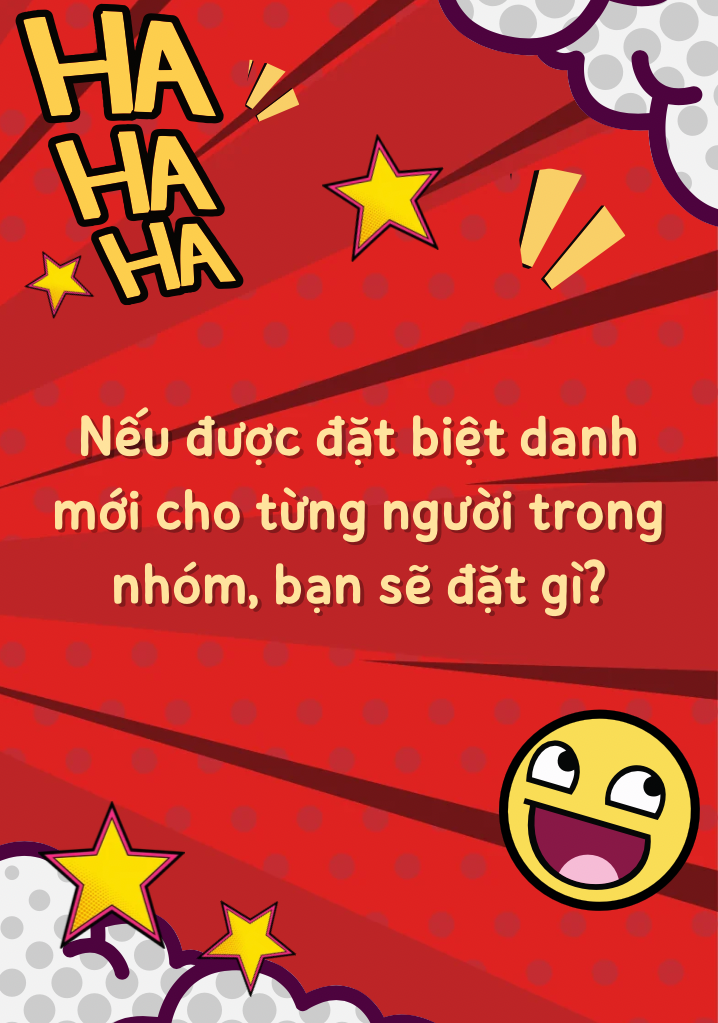 HA
HA
HA
Nếu được đặt biệt danh
mới cho từng người trong
nhóm, bạn sẽ đặt gì?